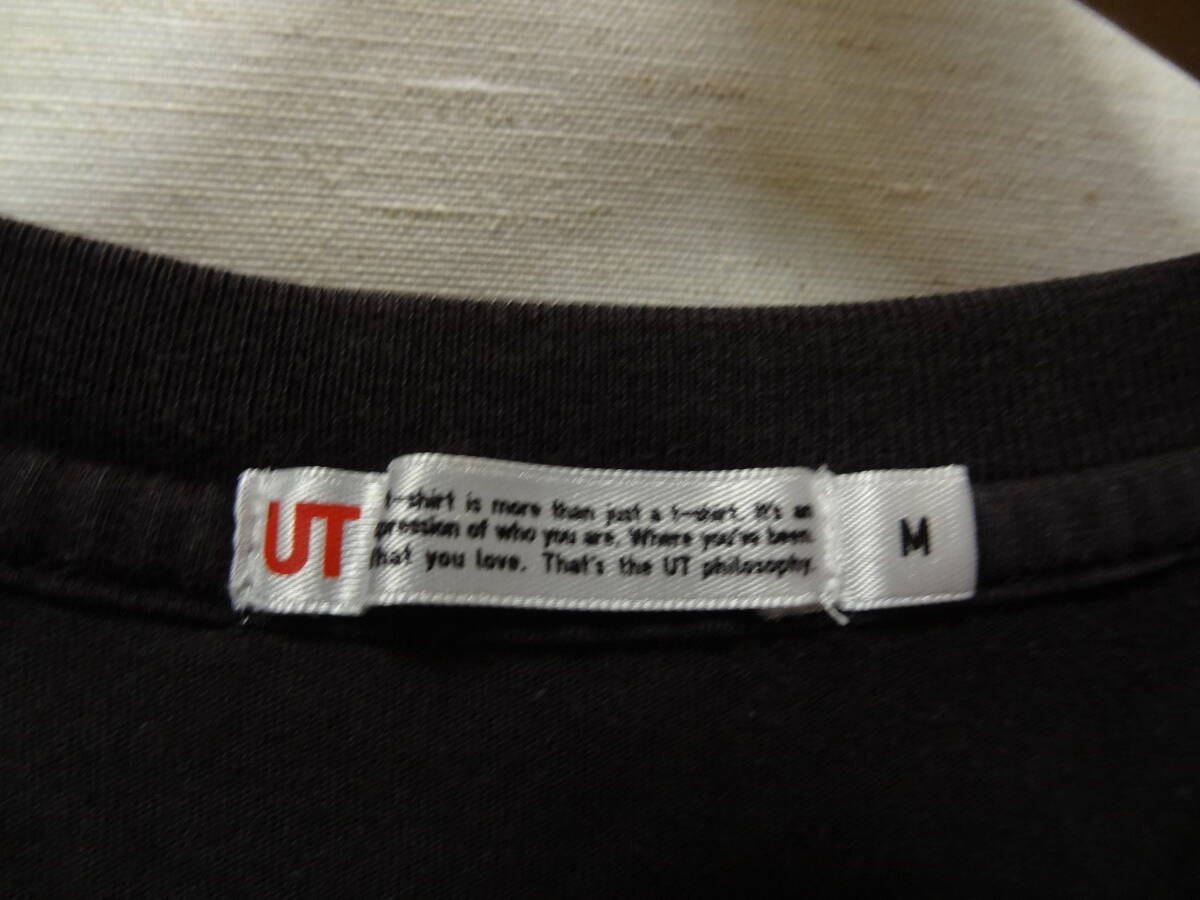 UT
t-shirt is more than just a t-shirt. It's an
pression of who you are. Where you've been.
hat you love. That's the UT philosophy.
M